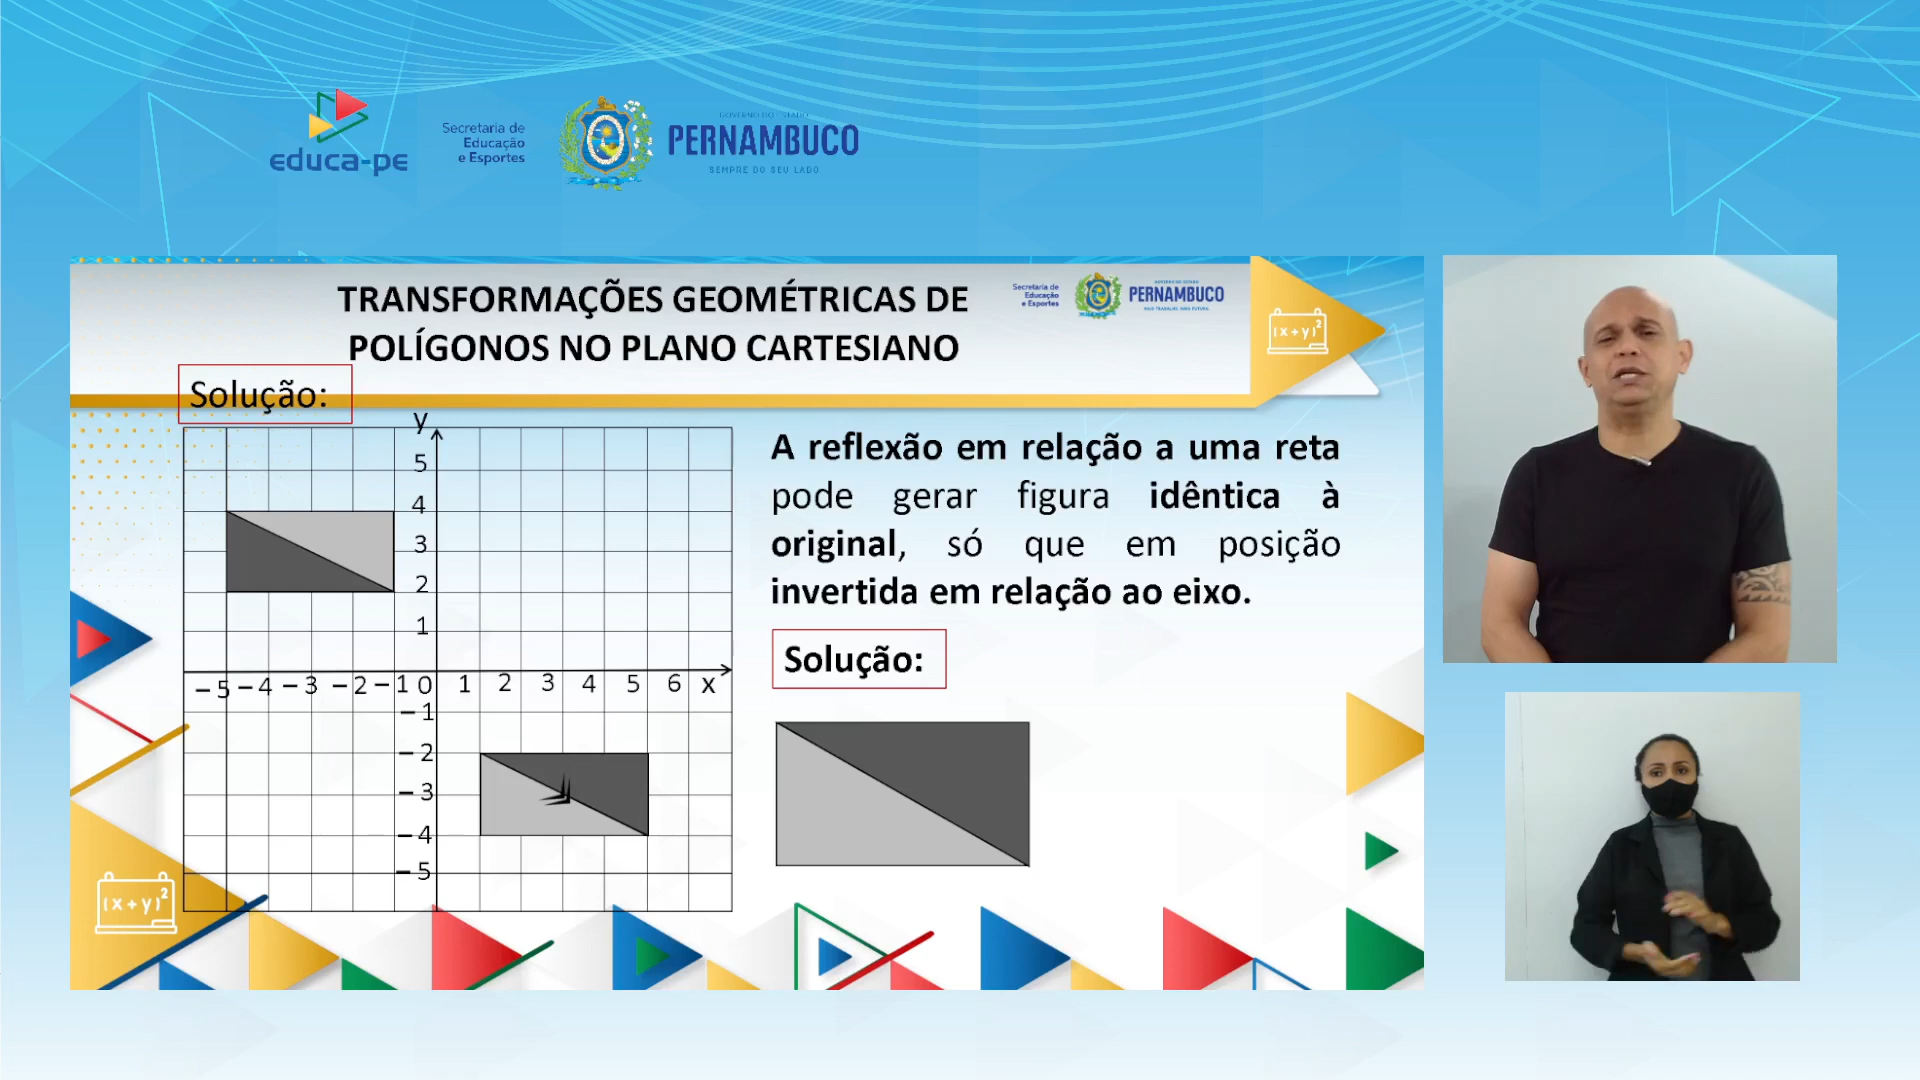 educa-pe
Secretaria de
Educação
e Esportes
GOVERNO DO ESTADO
PERNAMBUCO
SEMPRE DO SEU LADO
TRANSFORMAÇÕES GEOMÉTRICAS DE
POLÍGONOS NO PLANO CARTESIANO
Secretaria de
Educação
e Esportes
PERNAMBUCO
(x+y)²
Solução:
y
5
4
3
2
1
-5 -4 -3 -2 -1 0 1 2 3 4 5 6 x
-1
-2
-3
-4
-5
A reflexão em relação a uma reta
pode gerar figura idêntica à
original, só que em posição
invertida em relação ao eixo.
Solução:
(x+y)²